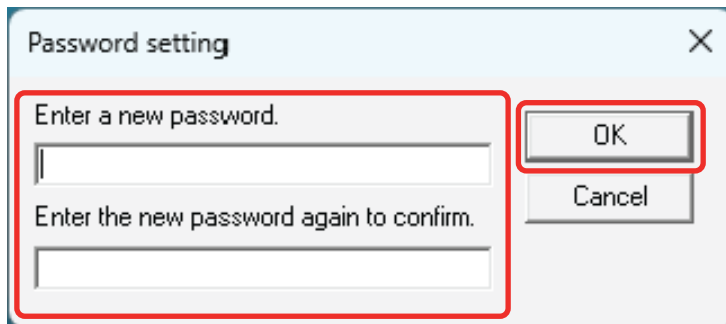 Password setting
Enter a new password.
OK
Cancel
Enter the new password again to confirm.